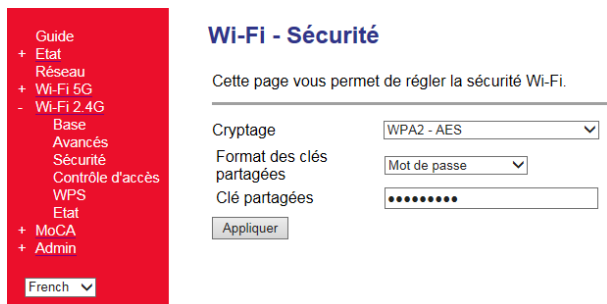 Guide
+ Etat
Réseau
+ Wi-Fi 5G
- Wi-Fi 2.4G
Base
Avancés
Sécurité
Contrôle d'accès
WPS
Etat
+ MoCA
+ Admin
French
Wi-Fi - Sécurité
Cette page vous permet de régler la sécurité Wi-Fi.
Cryptage WPA2 - AES
Format des clés
partagées Mot de passe
Clé partagées •••••••••
Appliquer